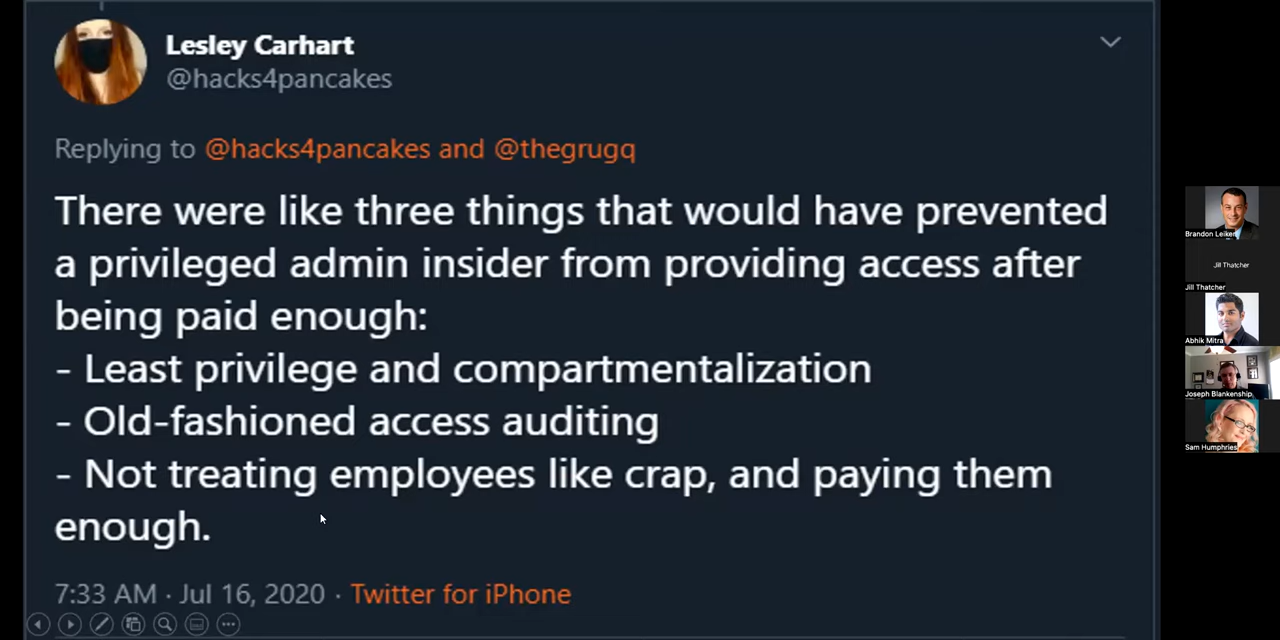 Lesley Carhart
@hacks4pancakes
Replying to @hacks4pancakes and @thegrugq
There were like three things that would have prevented
a privileged admin insider from providing access after
being paid enough:
- Least privilege and compartmentalization
- Old-fashioned access auditing
- Not treating employees like crap, and paying them
enough.
7:33 AM · Jul 16, 2020 · Twitter for iPhone
Brandon Leiker
Jill Thatcher
Jill Thatcher
Abhik Mitra
Joseph Blankenship
Sam Humphries